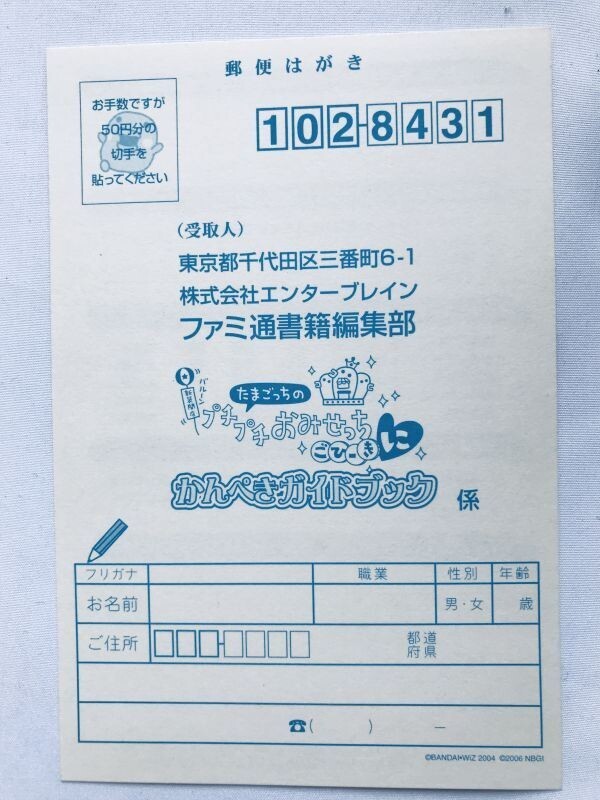 郵便はがき
お手数ですが
50円分の
切手を
貼ってください
102-8431
(受取人)
東京都千代田区三番町6-1
株式会社エンターブレイン
ファミ通書籍編集部
バルーン
新装開店
たまごっちの
プチプチおみせっち
ごひーきに
かんぺきガイドブック 係
フリガナ 職業 性別 年齢
お名前 男・女 歳
ご住所 都道
府県
☎( ) −
©BANDAI•WiZ 2004 ©2006 NBGI